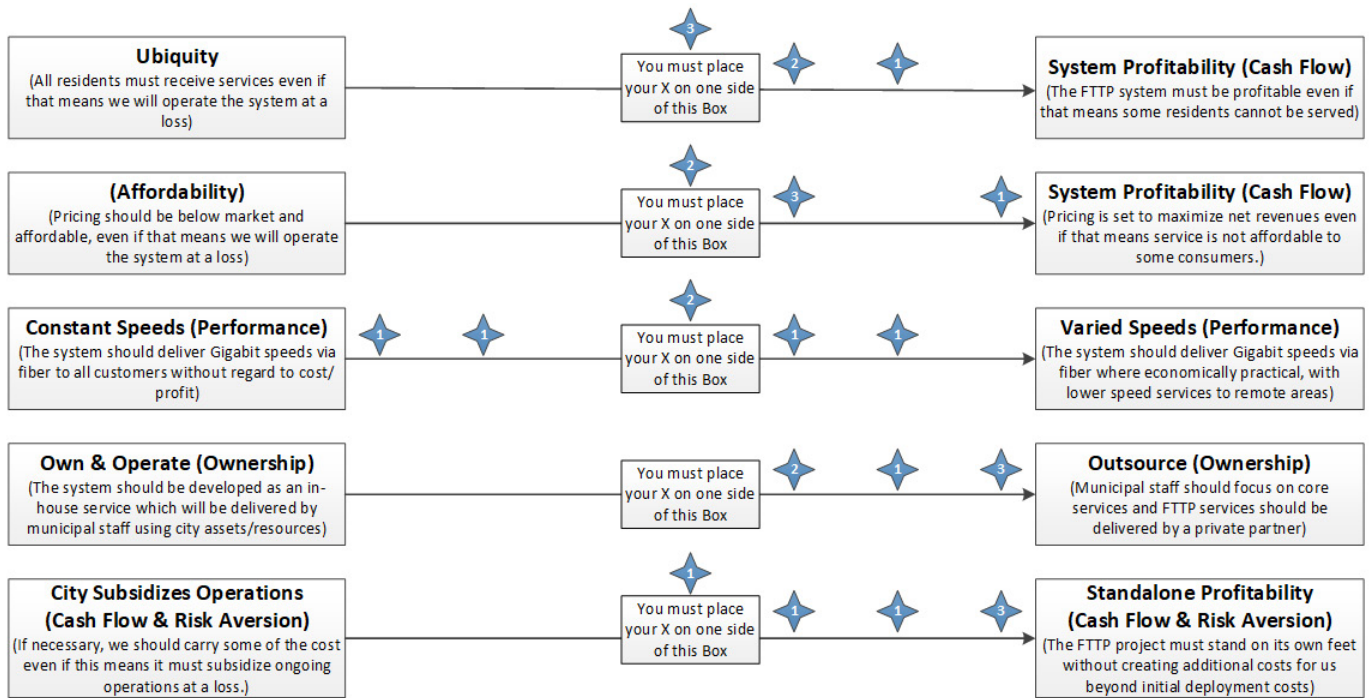 3
Ubiquity
(All residents must receive services even if
that means we will operate the system at a
loss)
You must place
your X on one side
of this Box
2
1
System Profitability (Cash Flow)
(The FTTP system must be profitable even if
that means some residents cannot be served)
2
(Affordability)
(Pricing should be below market and
affordable, even if that means we will operate
the system at a loss)
You must place
your X on one side
of this Box
3
1
System Profitability (Cash Flow)
(Pricing is set to maximize net revenues even
if that means service is not affordable to
some consumers.)
2
Constant Speeds (Performance)
(The system should deliver Gigabit speeds via
fiber to all customers without regard to cost/
profit)
1
1
You must place
your X on one side
of this Box
1
1
Varied Speeds (Performance)
(The system should deliver Gigabit speeds via
fiber where economically practical, with
lower speed services to remote areas)
Own & Operate (Ownership)
(The system should be developed as an in-
house service which will be delivered by
municipal staff using city assets/resources)
You must place
your X on one side
of this Box
2
1
3
Outsource (Ownership)
(Municipal staff should focus on core
services and FTTP services should be
delivered by a private partner)
1
City Subsidizes Operations
(Cash Flow & Risk Aversion)
(If necessary, we should carry some of the cost
even if this means it must subsidize ongoing
operations at a loss.)
You must place
your X on one side
of this Box
1
1
3
Standalone Profitability
(Cash Flow & Risk Aversion)
(The FTTP project must stand on its own feet
without creating additional costs for us
beyond initial deployment costs)